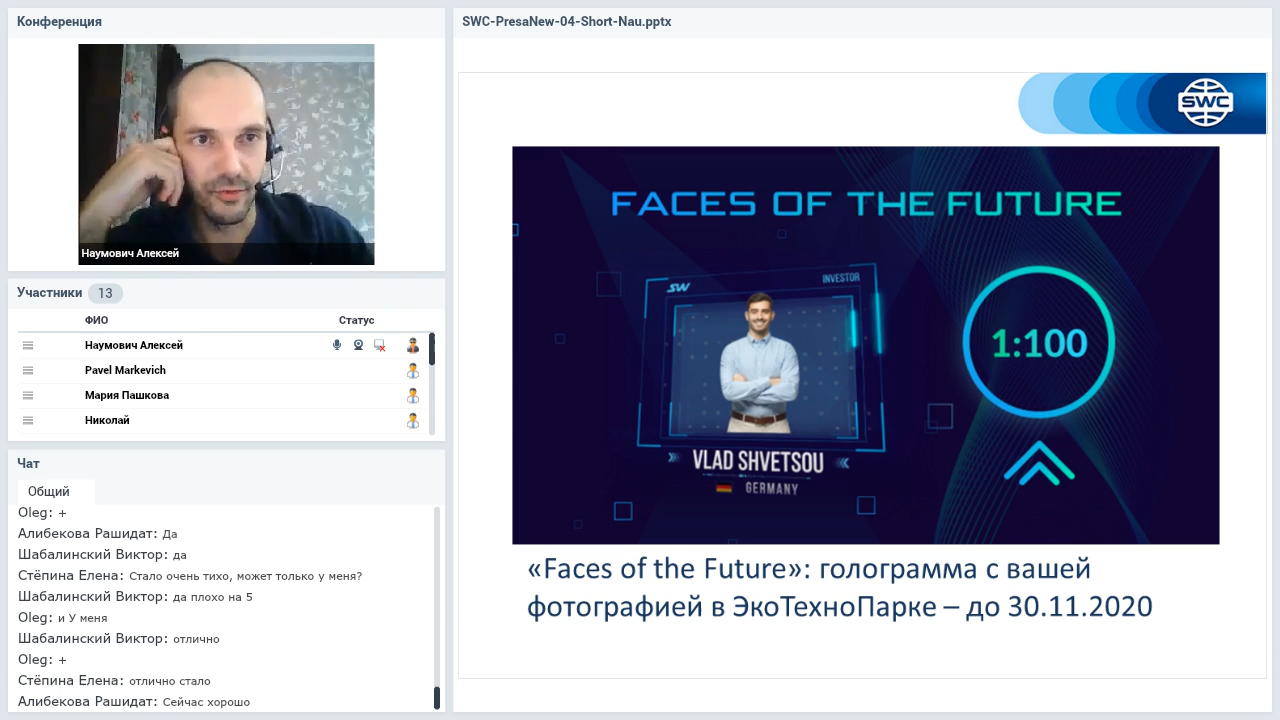 Конференция
Наумович Алексей
Участники 13
ФИО Статус
Наумович Алексей
Pavel Markevich
Мария Пашкова
Николай
Чат
Общий
Oleg: +
Алибекова Рашидат: Да
Шабалинский Виктор: да
Стёпина Елена: Стало очень тихо, может только у меня?
Шабалинский Виктор: да плохо на 5
Oleg: и У меня
Шабалинский Виктор: отлично
Oleg: +
Стёпина Елена: отлично стало
Алибекова Рашидат: Сейчас хорошо
SWC-PresaNew-04-Short-Nau.pptx
SWC
FACES OF THE FUTURE
SW INVESTOR
1:100
VLAD SHVETSOU
GERMANY
«Faces of the Future»: голограмма с вашей
фотографией в ЭкоТехноПарке – до 30.11.2020